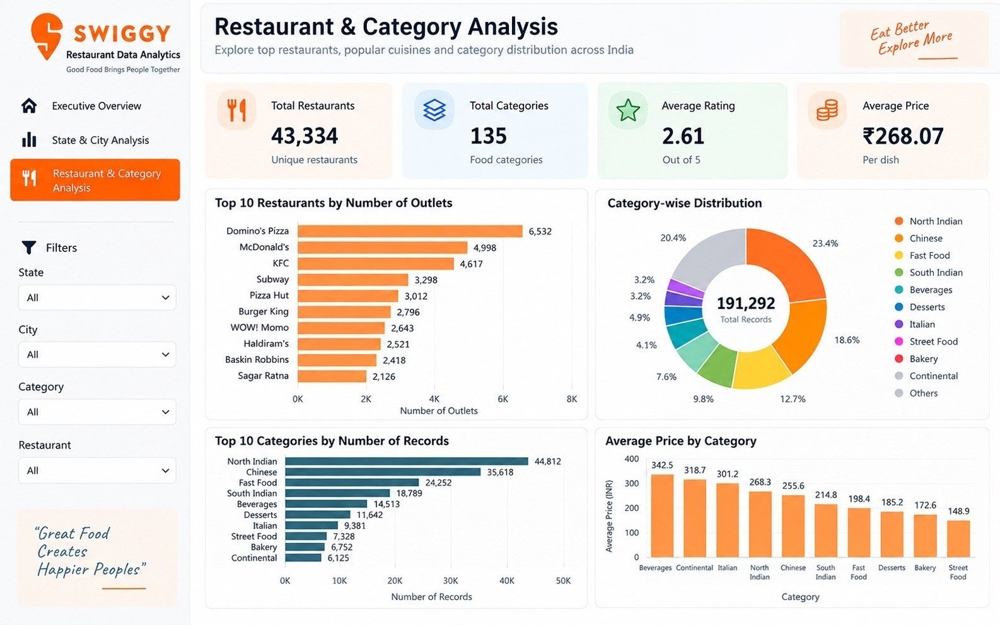 SWIGGY
Restaurant Data Analytics
Good Food Brings People Together
Executive Overview
State & City Analysis
Restaurant & Category
Analysis
Filters
State
All
City
All
Category
All
Restaurant
All
“Great Food
Creates
Happier Peoples”
Restaurant & Category Analysis
Explore top restaurants, popular cuisines and category distribution across India
Eat Better
Explore More
Total Restaurants
43,334
Unique restaurants
Total Categories
135
Food categories
Average Rating
2.61
Out of 5
Average Price
₹268.07
Per dish
Top 10 Restaurants by Number of Outlets
Domino's Pizza 6,532
McDonald's 4,998
KFC 4,617
Subway 3,298
Pizza Hut 3,012
Burger King 2,796
WOW! Momo 2,643
Haldiram's 2,521
Baskin Robbins 2,418
Sagar Ratna 2,126
0K 2K 4K 6K 8K
Number of Outlets
Category-wise Distribution
23.4%
18.6%
12.7%
9.8%
7.6%
4.1%
4.9%
3.2%
3.2%
20.4%
191,292
Total Records
North Indian
Chinese
Fast Food
South Indian
Beverages
Desserts
Italian
Street Food
Bakery
Continental
Others
Top 10 Categories by Number of Records
North Indian 44,812
Chinese 35,618
Fast Food 24,252
South Indian 18,789
Beverages 14,513
Desserts 11,642
Italian 9,381
Street Food 7,328
Bakery 6,752
Continental 6,125
0K 10K 20K 30K 40K 50K
Number of Records
Average Price by Category
Average Price (INR)
400
300
200
100
0
342.5 318.7 301.2 268.3 255.6 214.8 198.4 185.2 172.6 148.9
Beverages Continental Italian North Chinese South Fast Desserts Bakery Street
Indian Indian Food Food
Category